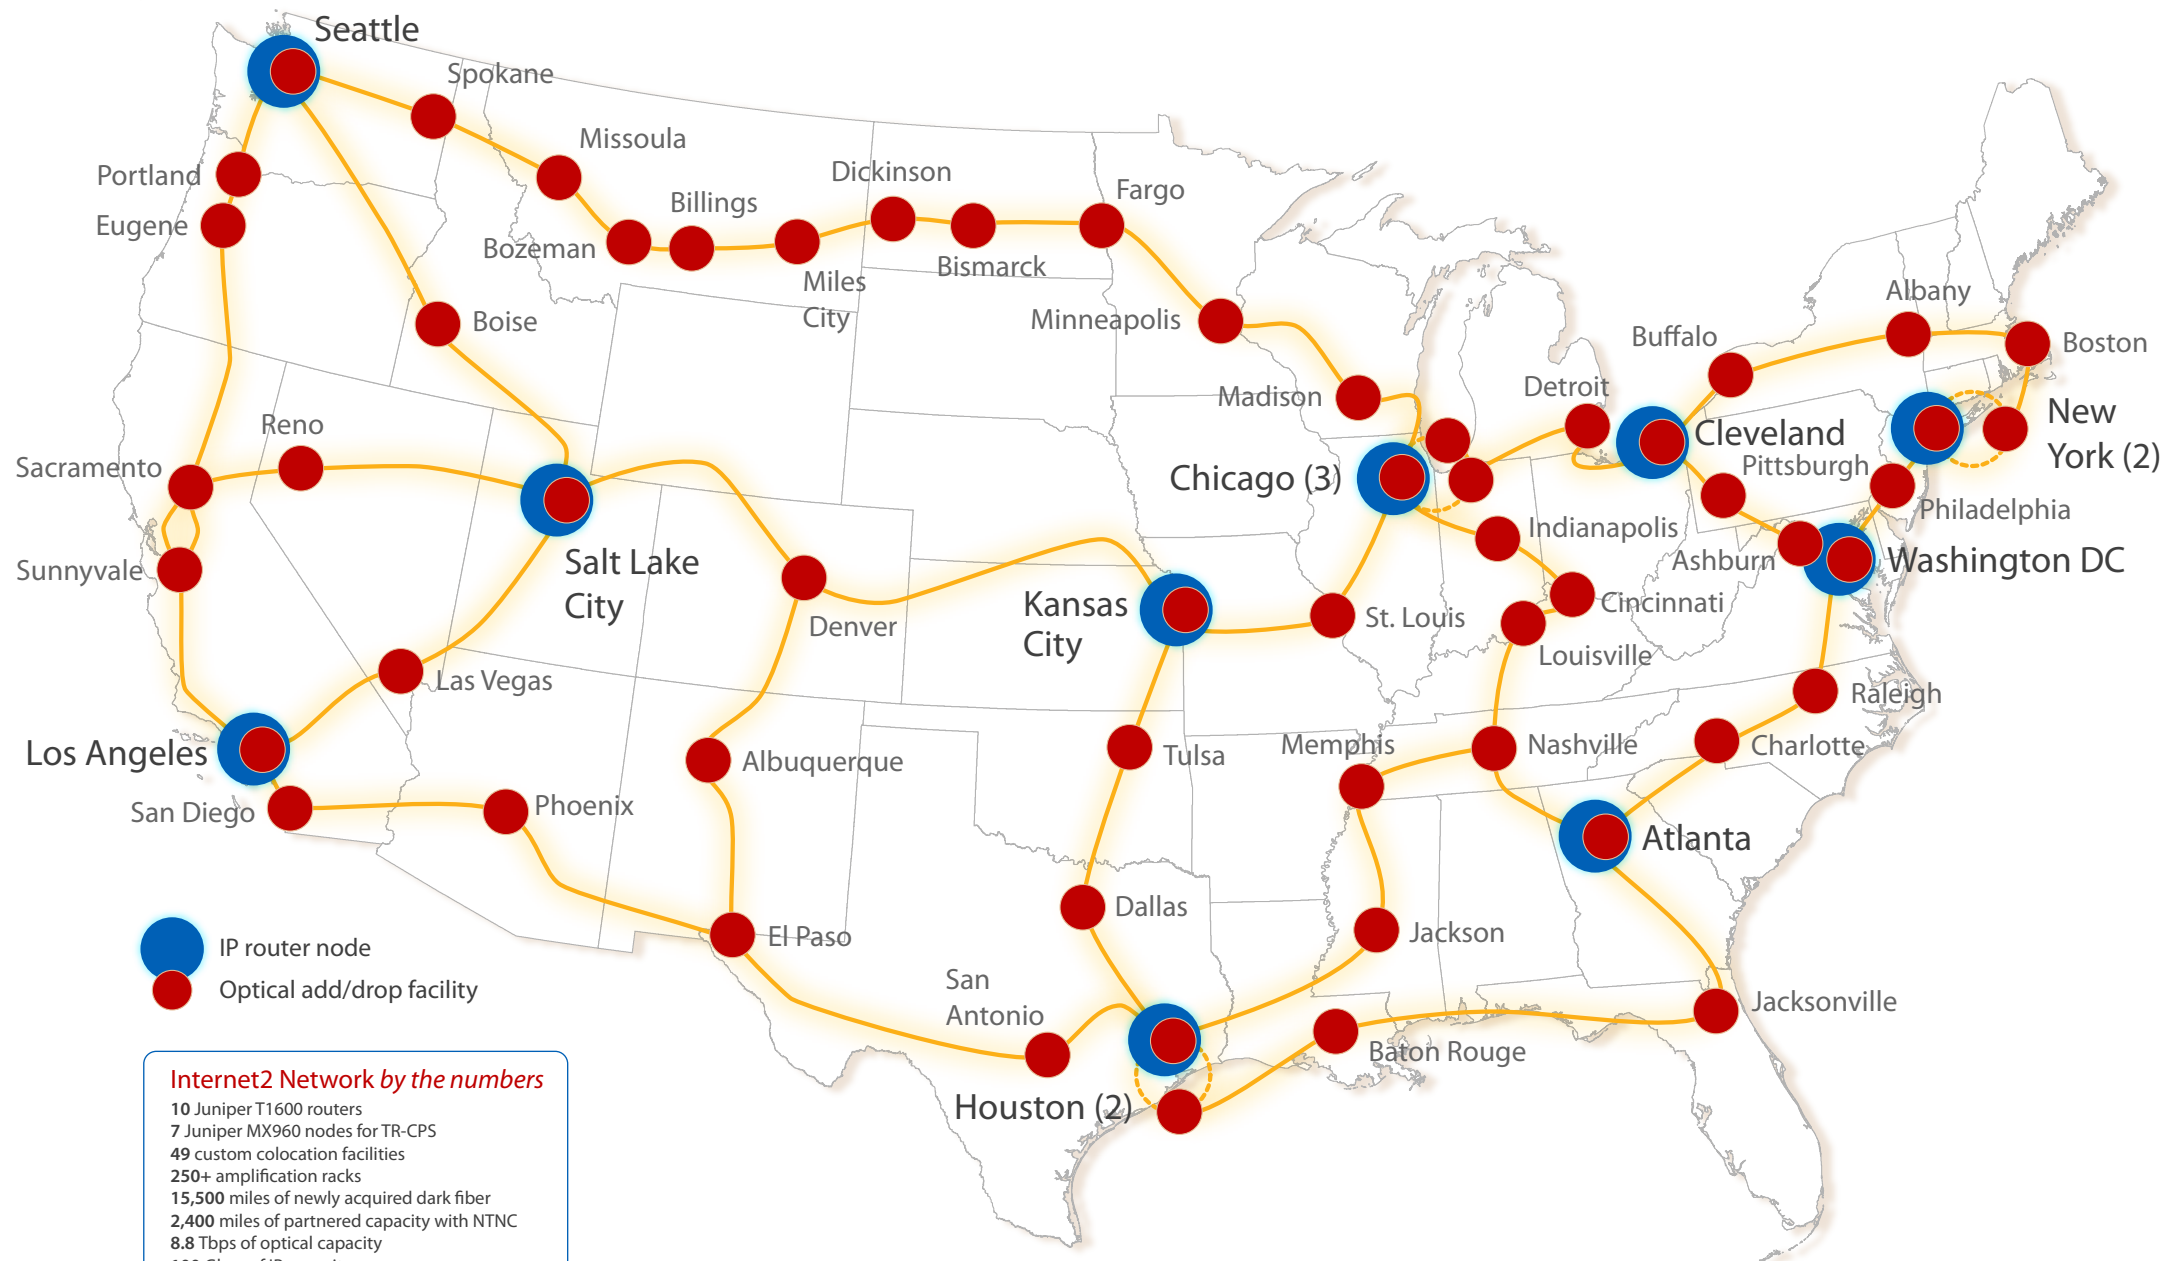 Seattle
Spokane
Missoula
Portland
Eugene
Billings
Bozeman
Dickinson
Miles
City
Bismarck
Fargo
Boise
Minneapolis
Madison
Detroit
Buffalo
Albany
Boston
New
York (2)
Cleveland
Pittsburgh
Philadelphia
Reno
Sacramento
Sunnyvale
Chicago (3)
Indianapolis
Ashburn
Washington DC
Salt Lake
City
Denver
Kansas
City
St. Louis
Cincinnati
Louisville
Las Vegas
Raleigh
Los Angeles
Albuquerque
Tulsa
Memphis
Nashville
Charlotte
San Diego
Phoenix
Atlanta
Dallas
El Paso
Jackson
San
Antonio
Jacksonville
Baton Rouge
Houston (2)
IP router node
Optical add/drop facility
Internet2 Network by the numbers
10 Juniper T1600 routers
7 Juniper MX960 nodes for TR-CPS
49 custom colocation facilities
250+ amplification racks
15,500 miles of newly acquired dark fiber
2,400 miles of partnered capacity with NTNC
8.8 Tbps of optical capacity